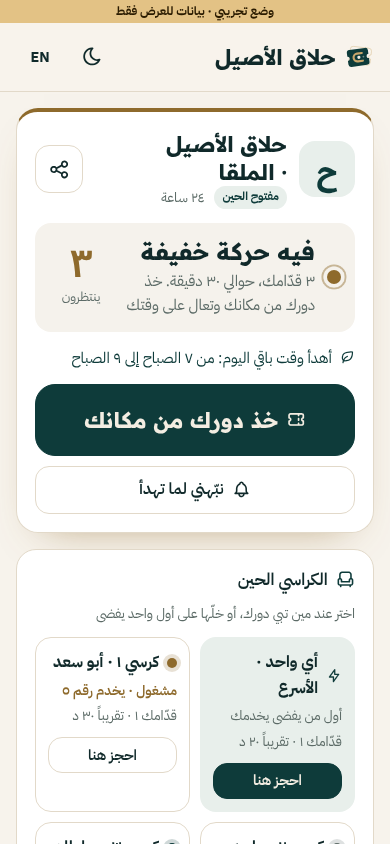 وضع تجريبي · بيانات للعرض فقط
حلاق الأصيل
EN
ح
حلاق الأصيل
· الملقا
مفتوح الحين
٢٤ ساعة
فيه حركة خفيفة
٣ قدّامك، حوالي ٣٠ دقيقة. خذ
دورك من مكانك وتعال على وقتك
٣
ينتظرون
أهدأ وقت باقي اليوم: من ٧ الصباح إلى ٩ الصباح
خذ دورك من مكانك
نبّهني لما تهدأ
الكراسي الحين
اختر عند مين تبي دورك، أو خلّها على أول واحد يفضى
أي واحد ·
الأسرع
أول من يفضى يخدمك
قدّامك ١ · تقريباً ٢٠ د
احجز هنا
كرسي ١ · أبو سعد
مشغول · يخدم رقم ٥
قدّامك ١ · تقريباً ٣٠ د
احجز هنا